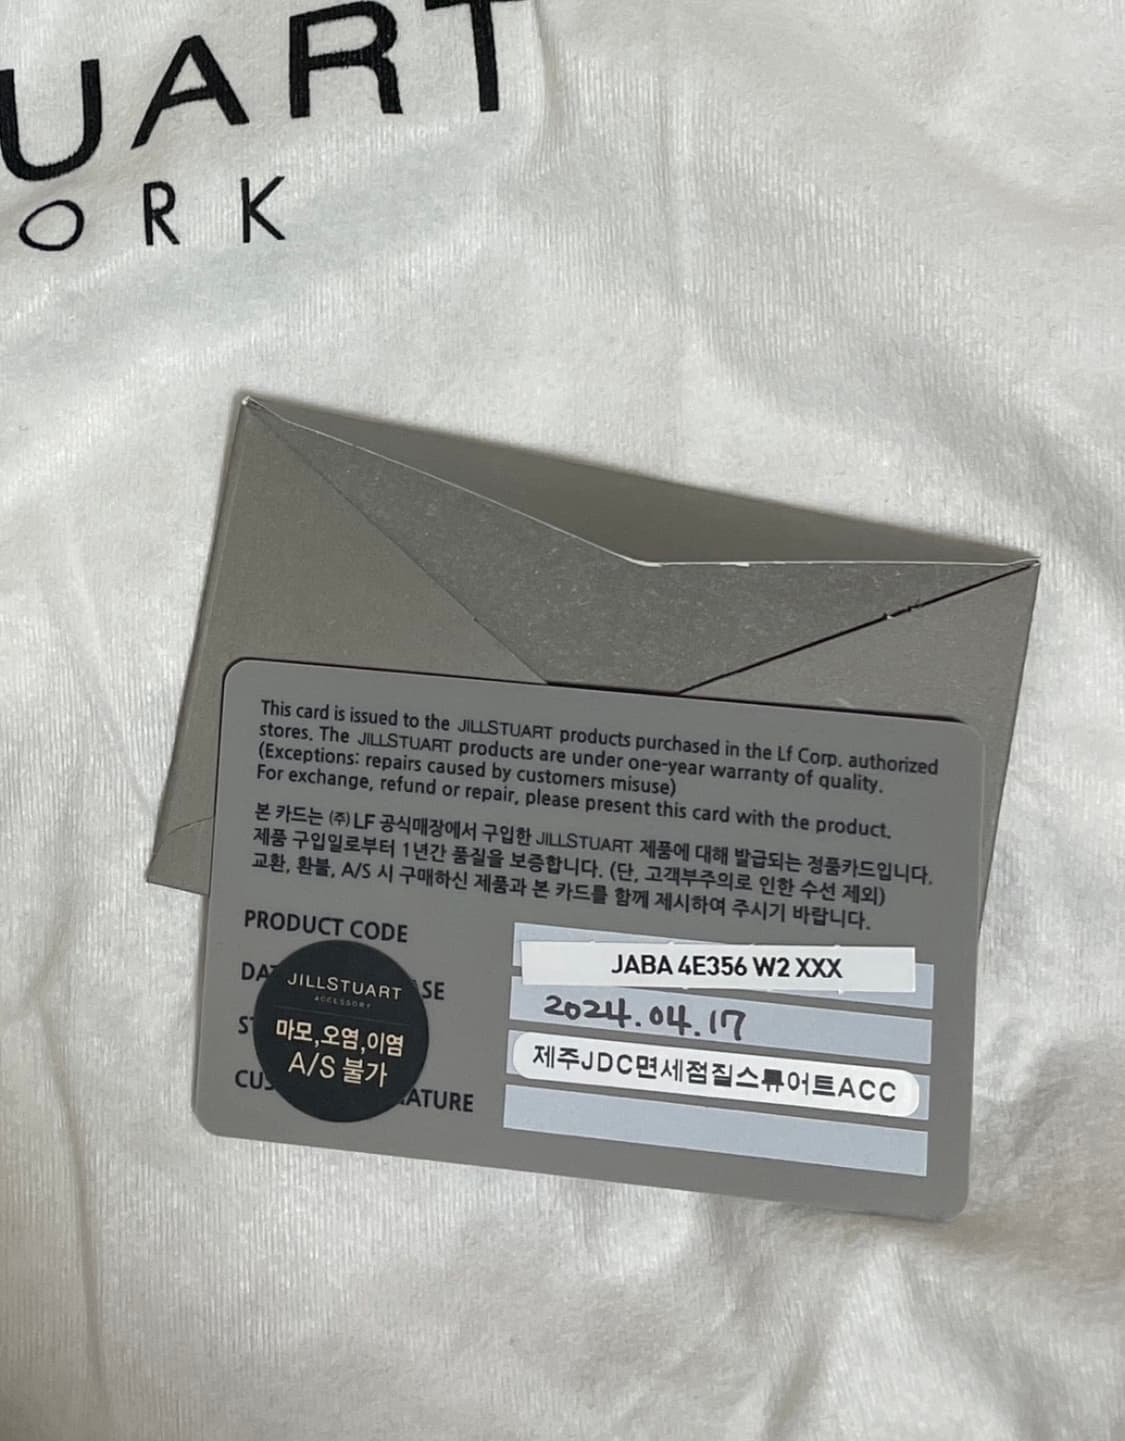 UART
ORK
This card is issued to the JILLSTUART products purchased in the Lf Corp. authorized
stores. The JILLSTUART products are under one-year warranty of quality.
(Exceptions: repairs caused by customers misuse)
For exchange, refund or repair, please present this card with the product.
본 카드는 ㈜LF 공식매장에서 구입한 JILLSTUART 제품에 대해 발급되는 정품카드입니다.
제품 구입일로부터 1년간 품질을 보증합니다. (단, 고객부주의로 인한 수선 제외)
교환, 환불, A/S 시 구매하신 제품과 본 카드를 함께 제시하여 주시기 바랍니다.
PRODUCT CODE
JABA 4E356 W2 XXX
DA
SE
2024.04.17
ST
제주JDC면세점질스튜어트ACC
CUS
ATURE
JILLSTUART
ACCESSORY
마모,오염,이염
A/S 불가